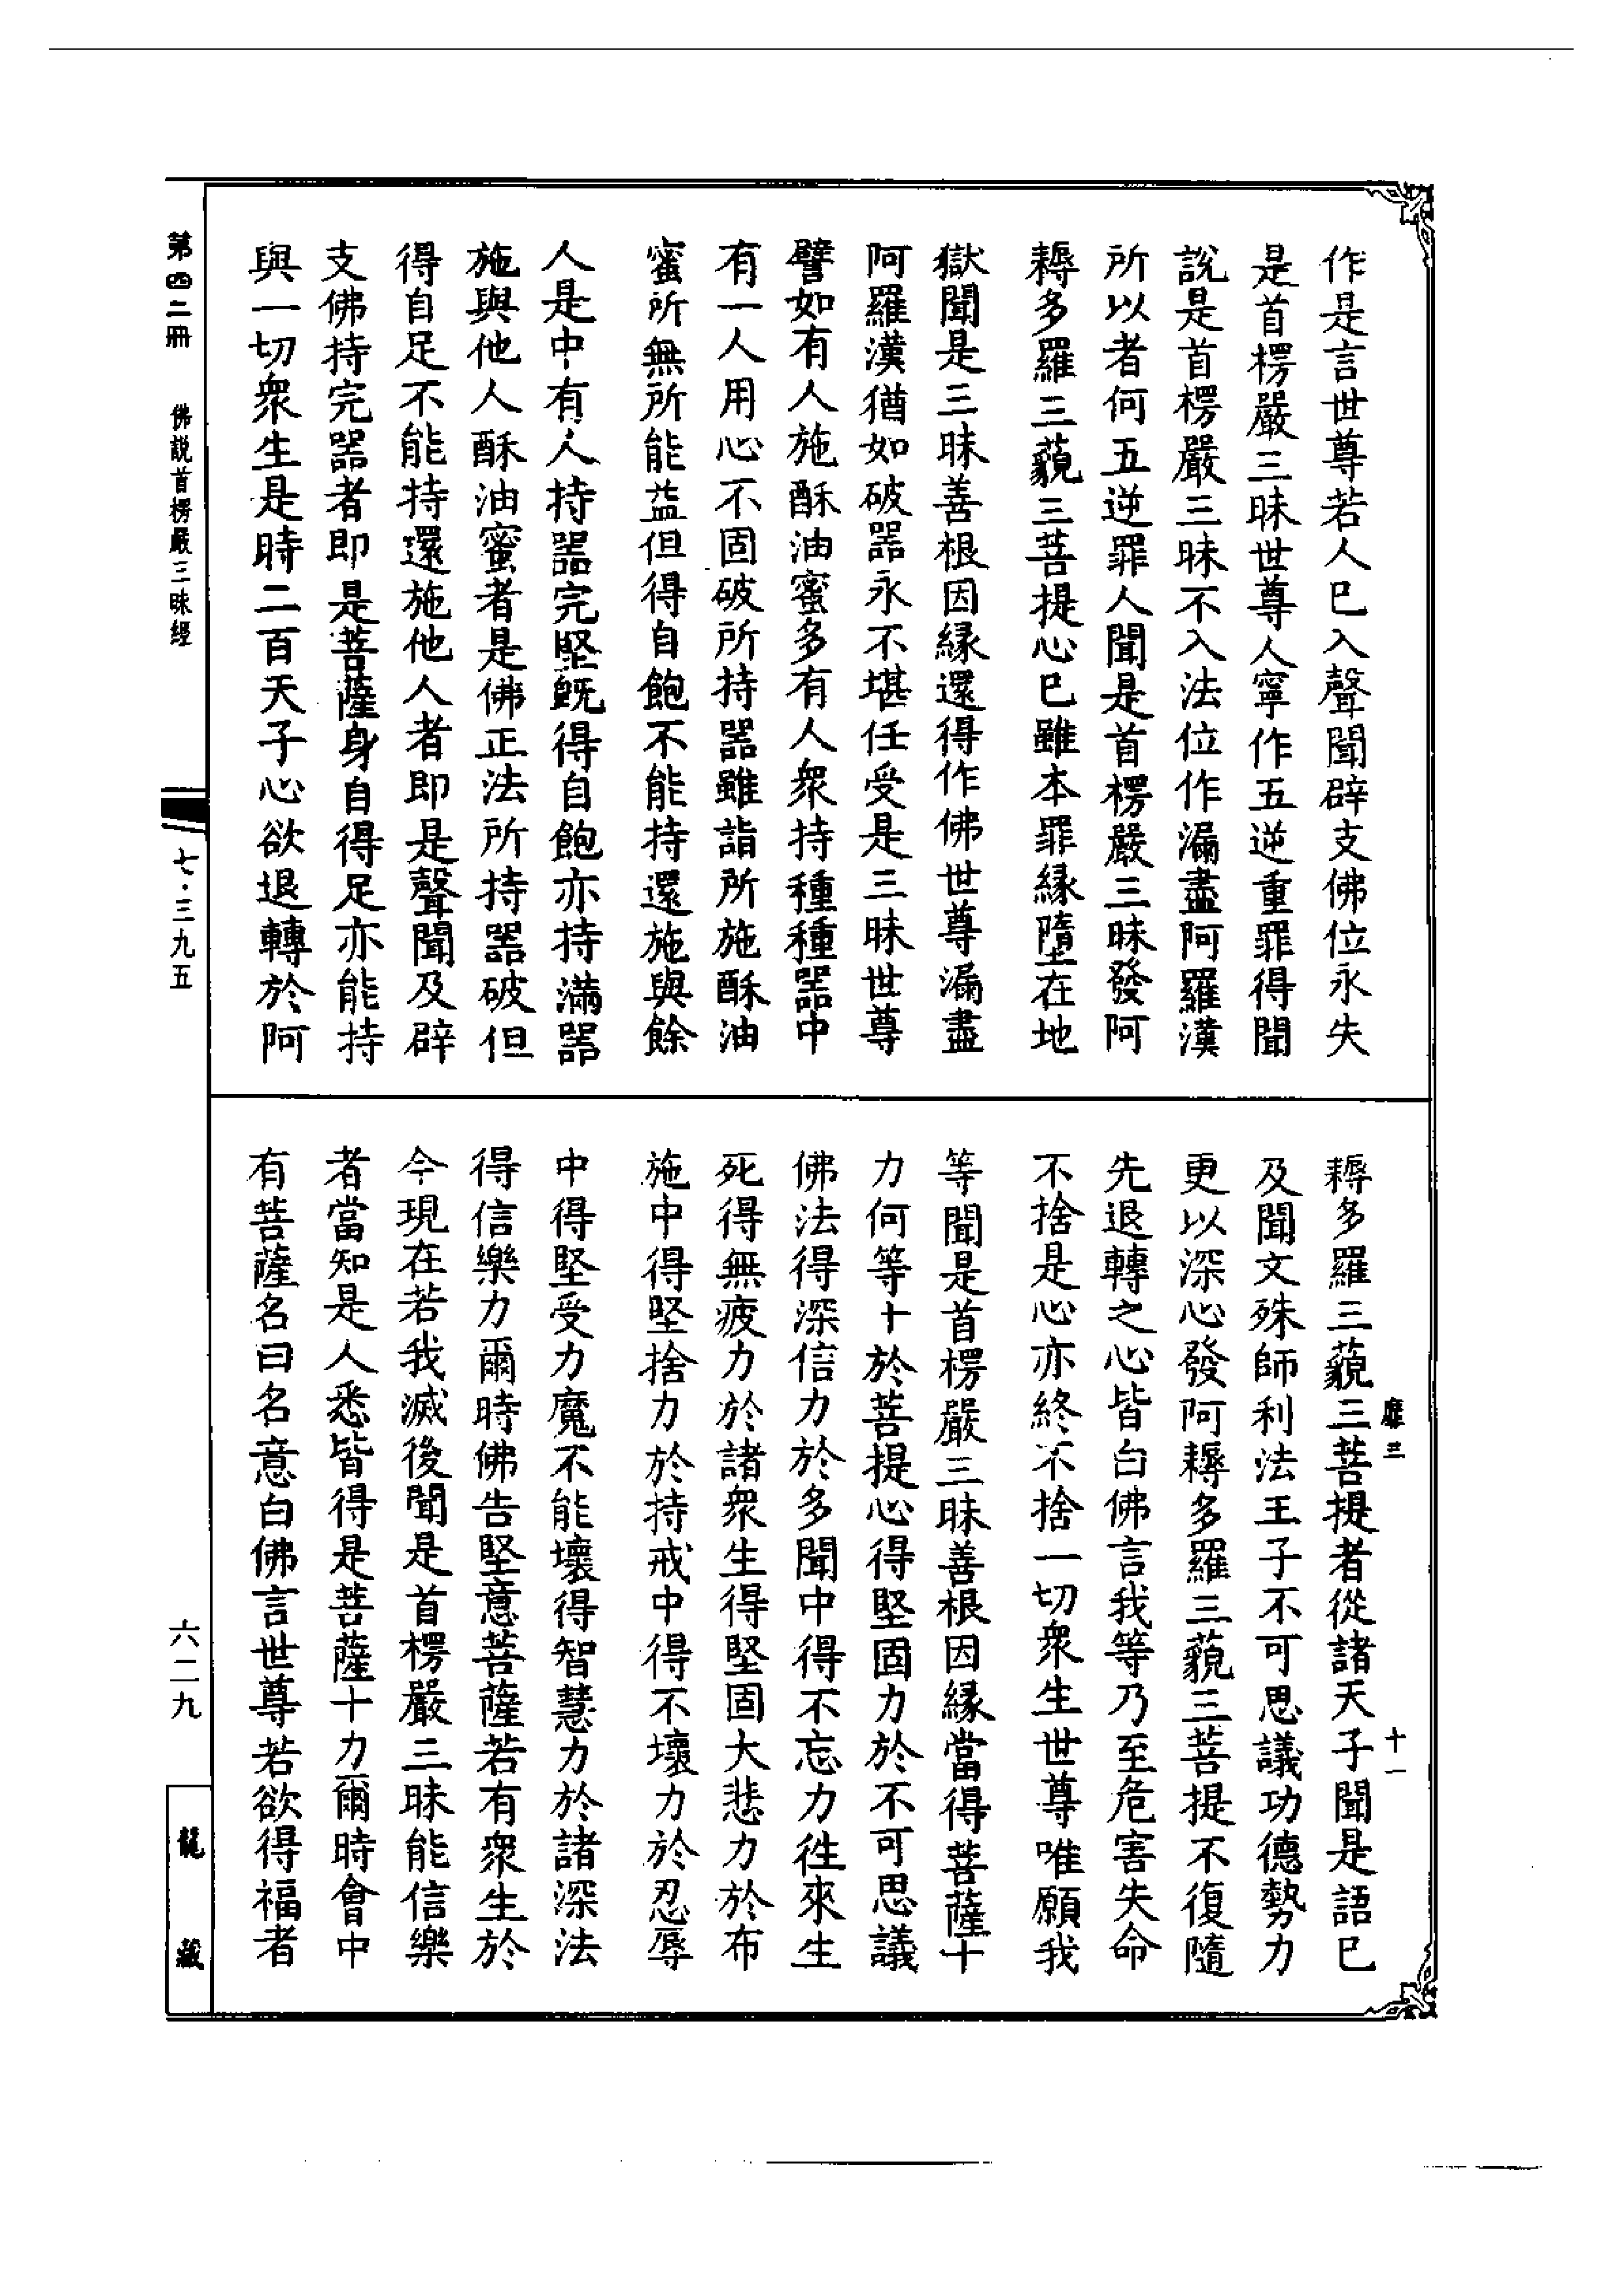 作是言世尊若人巳入聲聞辟支佛位永失
是首楞嚴三昧世尊人寧作五逆重罪得聞
說是首楞嚴三昧不入法位作漏盡阿羅漢
所以者何五逆罪人聞是首楞嚴三昧發阿
耨多羅三藐三菩提心巳雖本罪緣墮在地
獄聞是三昧善根因緣還得作佛世尊漏盡
阿羅漢猶如破器永不堪任受是三昧世尊
譬如有人施酥油蜜多有人衆持種種器中
有一人用心不固破所持器雖詣所施酥油
蜜所無所能益但得自飽不能持還施與餘
人是中有人持器完堅既得自飽亦持滿器
施與他人酥油蜜者是佛正法所持器破但
得自足不能持還施他人者即是聲聞及辟
支佛持完器者即是菩薩身自得足亦能持
與一切衆生是時二百天子心欲退轉於阿
耨多羅三藐三菩提者從諸天子聞是語巳
及聞文殊師利法王子不可思議功德勢力
更以深心發阿耨多羅三藐三菩提不復隨
先退轉之心皆白佛言我等乃至危害失命
不捨是心亦終不捨一切衆生世尊唯願我
等聞是首楞嚴三昧善根因緣當得菩薩十
力何等十於菩提心得堅固力於不可思議
佛法得深信力於多聞中得不忘力徃來生
死得無疲力於諸衆生得堅固大悲力於布
施中得堅捨力於持戒中得不壞力於忍辱
中得堅受力魔不能壞得智慧力於諸深法
得信樂力爾時佛告堅意菩薩若有衆生於
今現在若我滅後聞是首楞嚴三昧能信樂
者當知是人悉皆得是菩薩十力爾時會中
有菩薩名曰名意白佛言世尊若欲得福者
靡三
十一
第四二冊
佛說首楞嚴三昧經
七·三九五
六二九
龍藏